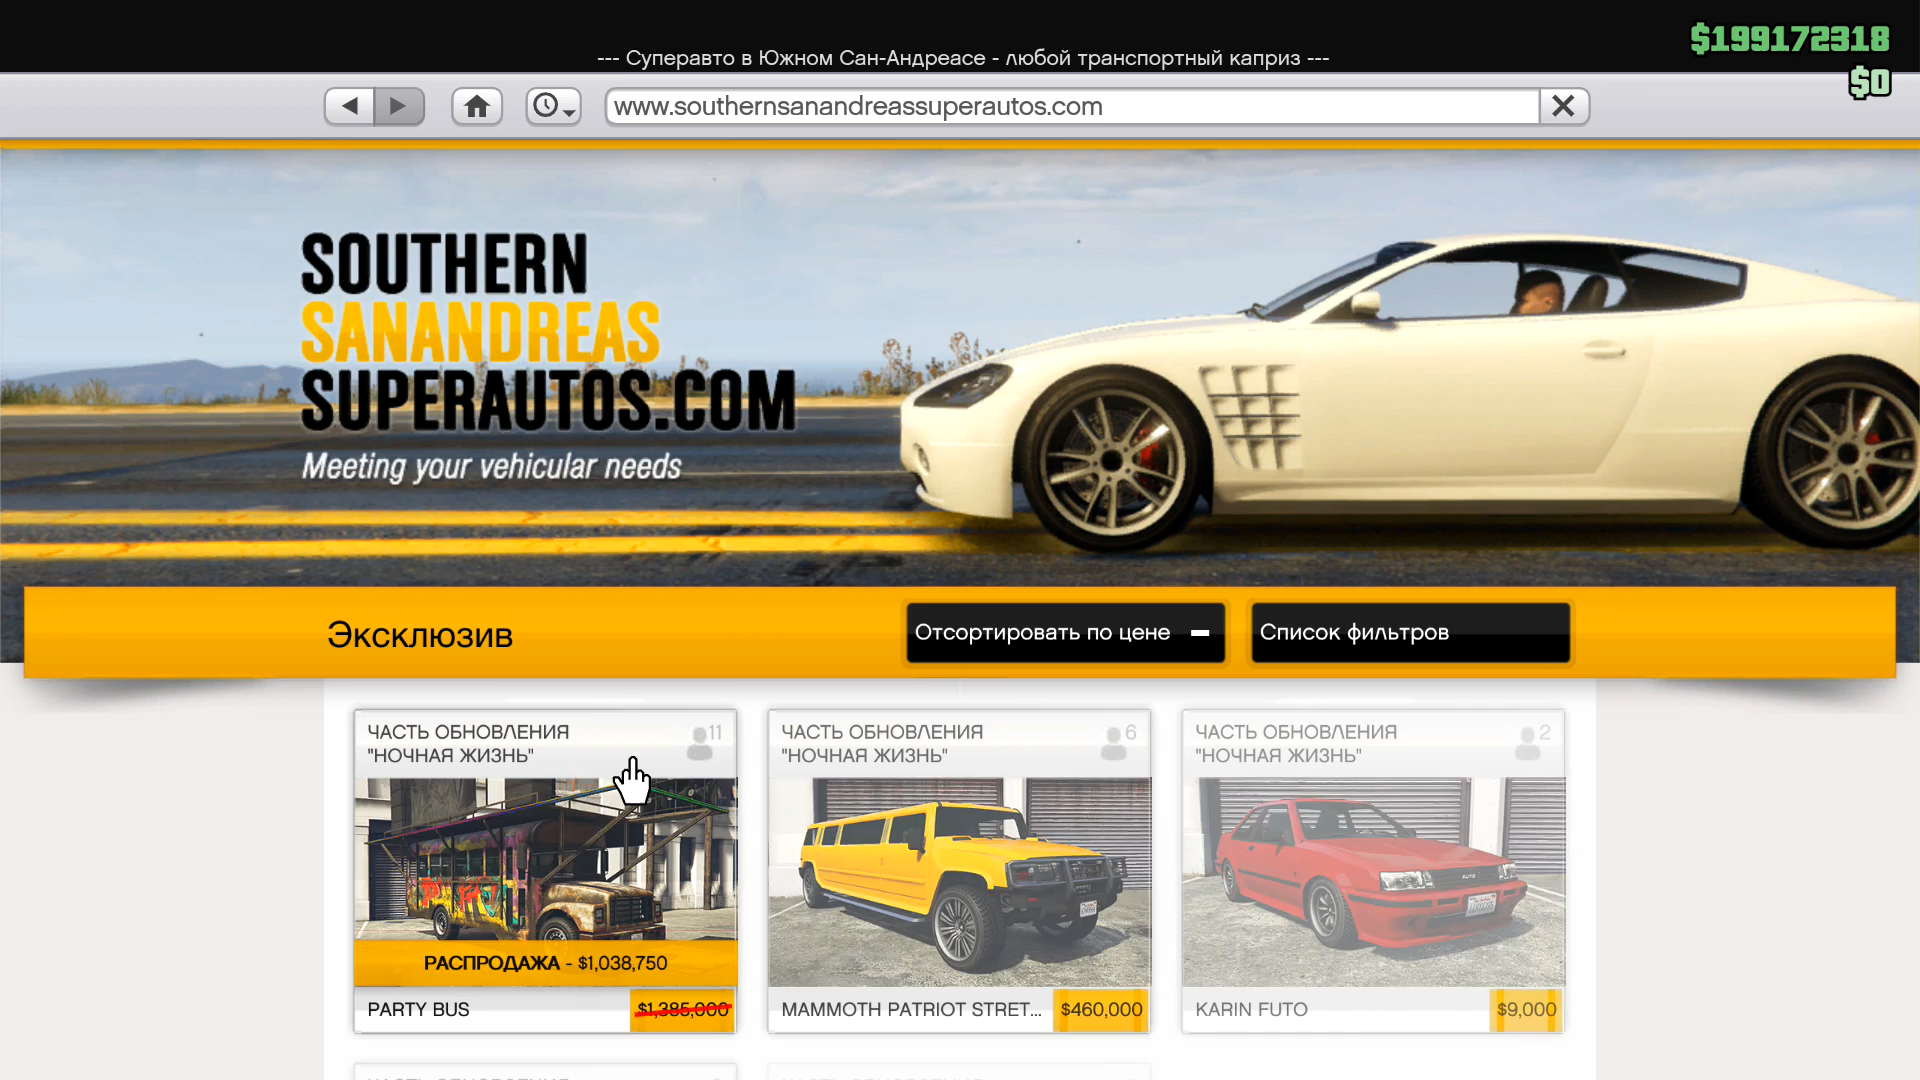 $199172318
--- Суперавто в Южном Сан-Андреасе - любой транспортный каприз ---
$0
www.southernsanandreassuperautos.com
SOUTHERN
SANANDREAS
SUPERAUTOS.COM
Meeting your vehicular needs
Эксклюзив
Отсортировать по цене
Список фильтров
ЧАСТЬ ОБНОВЛЕНИЯ
"НОЧНАЯ ЖИЗНЬ"
11
РАСПРОДАЖА - $1,038,750
PARTY BUS
$1,385,000
ЧАСТЬ ОБНОВЛЕНИЯ
"НОЧНАЯ ЖИЗНЬ"
6
MAMMOTH PATRIOT STRET...
$460,000
ЧАСТЬ ОБНОВЛЕНИЯ
"НОЧНАЯ ЖИЗНЬ"
2
KARIN FUTO
$9,000